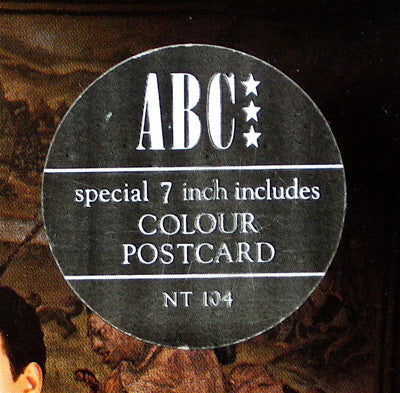 ABC
special 7 inch includes
COLOUR
POSTCARD
NT 104